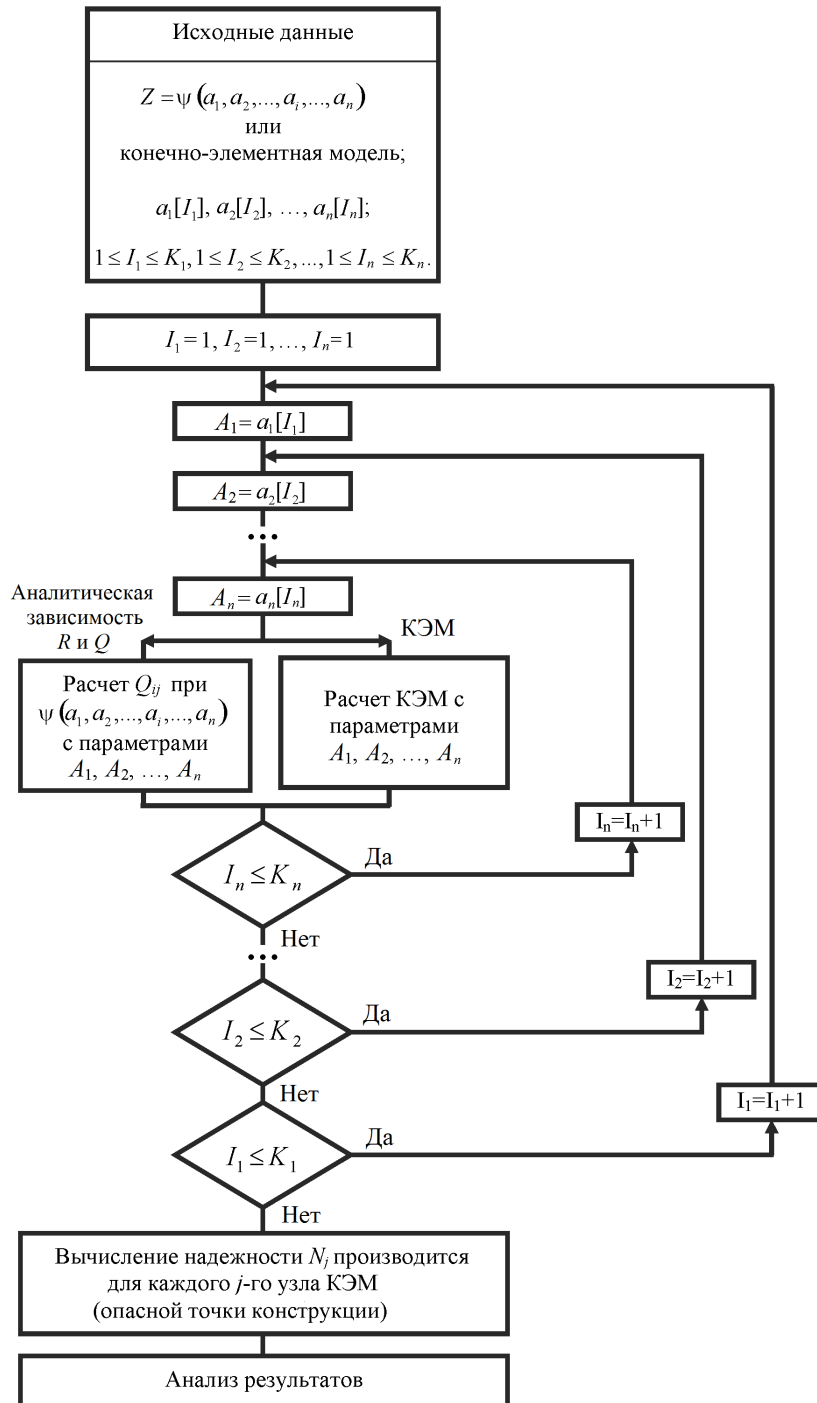 Исходные данные
Z = ψ (a₁, a₂,..., aᵢ,..., aₙ)
или
конечно-элементная модель;
a₁[I₁], a₂[I₂], …, aₙ[Iₙ];
1 ≤ I₁ ≤ K₁, 1 ≤ I₂ ≤ K₂, ..., 1 ≤ Iₙ ≤ Kₙ.
I₁=1, I₂=1,…, Iₙ=1
A₁= a₁[I₁]
A₂= a₂[I₂]
...
Aₙ= aₙ[Iₙ]
Аналитическая
зависимость
R и Q
КЭМ
Расчет Qᵢⱼ при
ψ (a₁, a₂,..., aᵢ,..., aₙ)
с параметрами
A₁, A₂, …, Aₙ
Расчет КЭМ с
параметрами
A₁, A₂, …, Aₙ
Iₙ=Iₙ+1
Iₙ ≤ Kₙ
Да
Нет
...
I₂=I₂+1
I₂ ≤ K₂
Да
Нет
I₁=I₁+1
I₁ ≤ K₁
Да
Нет
Вычисление надежности Nⱼ производится
для каждого j-го узла КЭМ
(опасной точки конструкции)
Анализ результатов